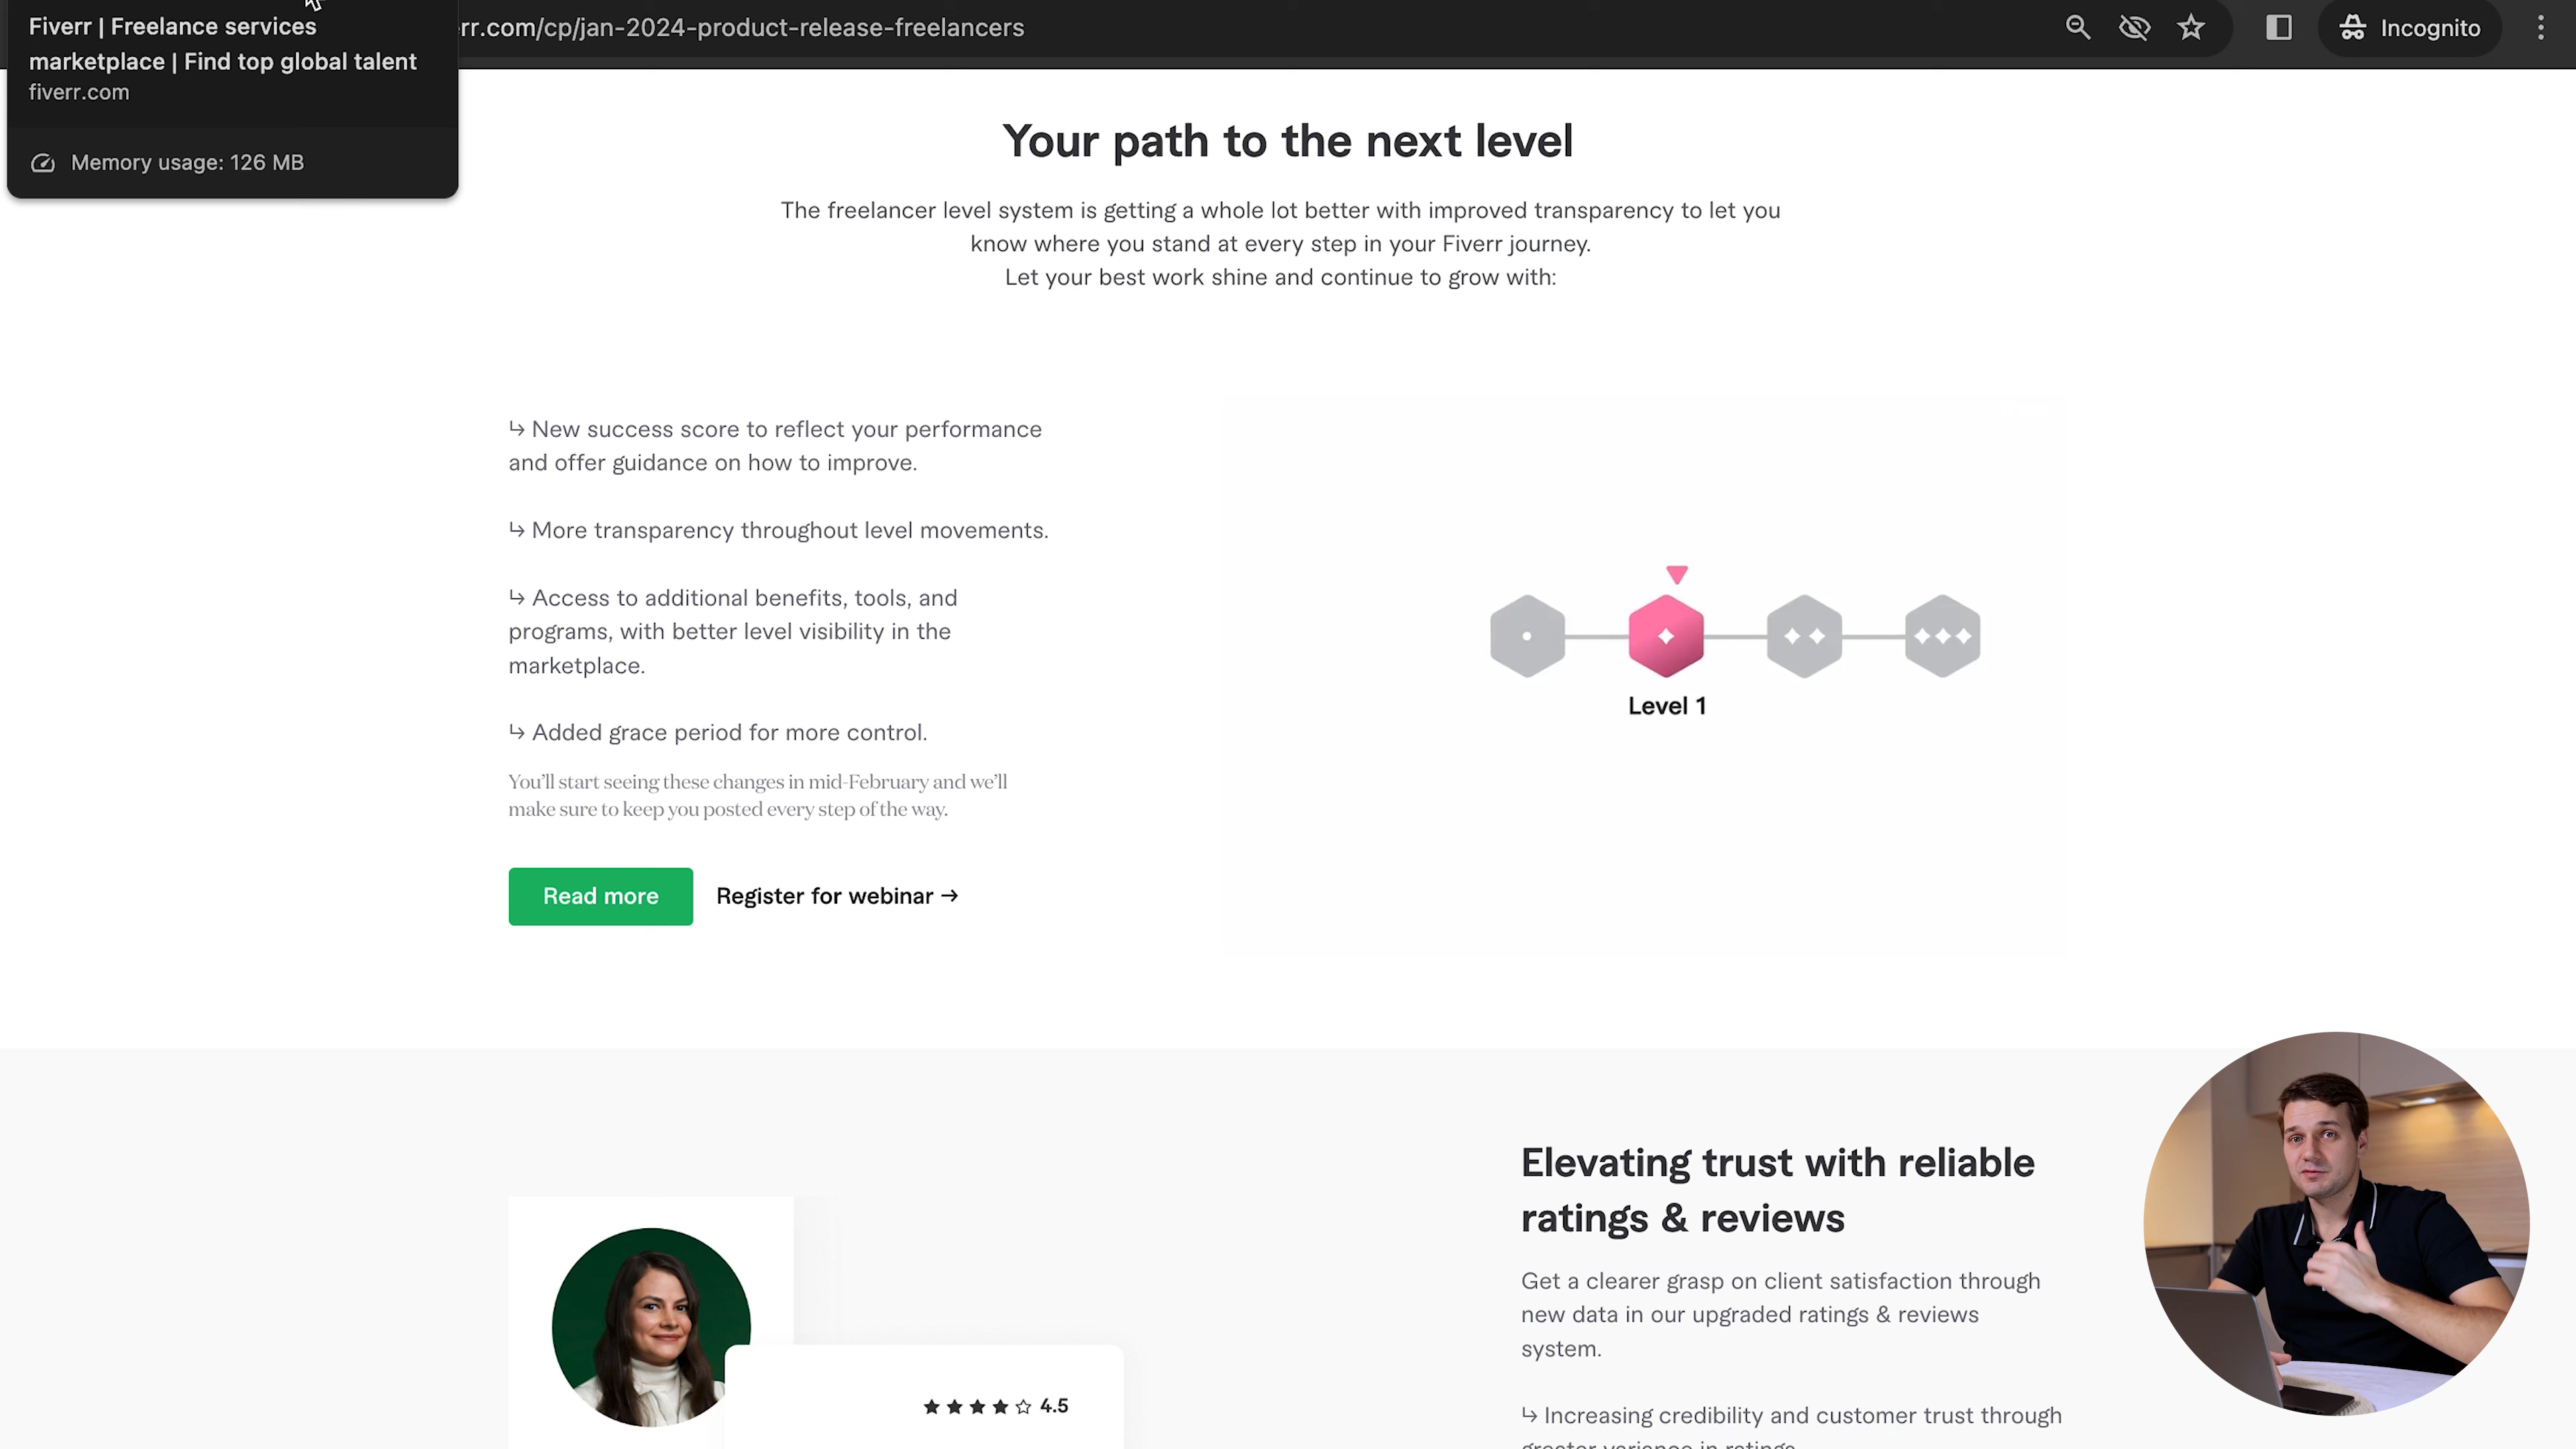 Fiverr | Freelance services
marketplace | Find top global talent
fiverr.com
Memory usage: 126 MB
rr.com/cp/jan-2024-product-release-freelancers
Incognito
Your path to the next level
The freelancer level system is getting a whole lot better with improved transparency to let you
know where you stand at every step in your Fiverr journey.
Let your best work shine and continue to grow with:
↳ New success score to reflect your performance
and offer guidance on how to improve.
↳ More transparency throughout level movements.
↳ Access to additional benefits, tools, and
programs, with better level visibility in the
marketplace.
↳ Added grace period for more control.
You'll start seeing these changes in mid-February and we'll
make sure to keep you posted every step of the way.
Read more
Register for webinar →
Level 1
Elevating trust with reliable
ratings & reviews
Get a clearer grasp on client satisfaction through
new data in our upgraded ratings & reviews
system.
↳ Increasing credibility and customer trust through
greater variance in ratings
4.5